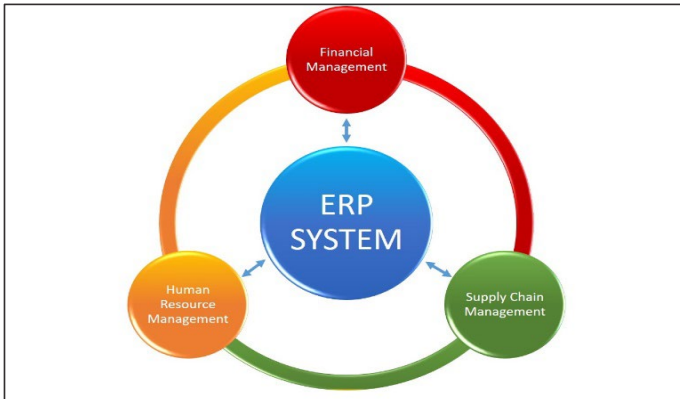 Financial
Management
ERP
SYSTEM
Human
Resource
Management
Supply Chain
Management